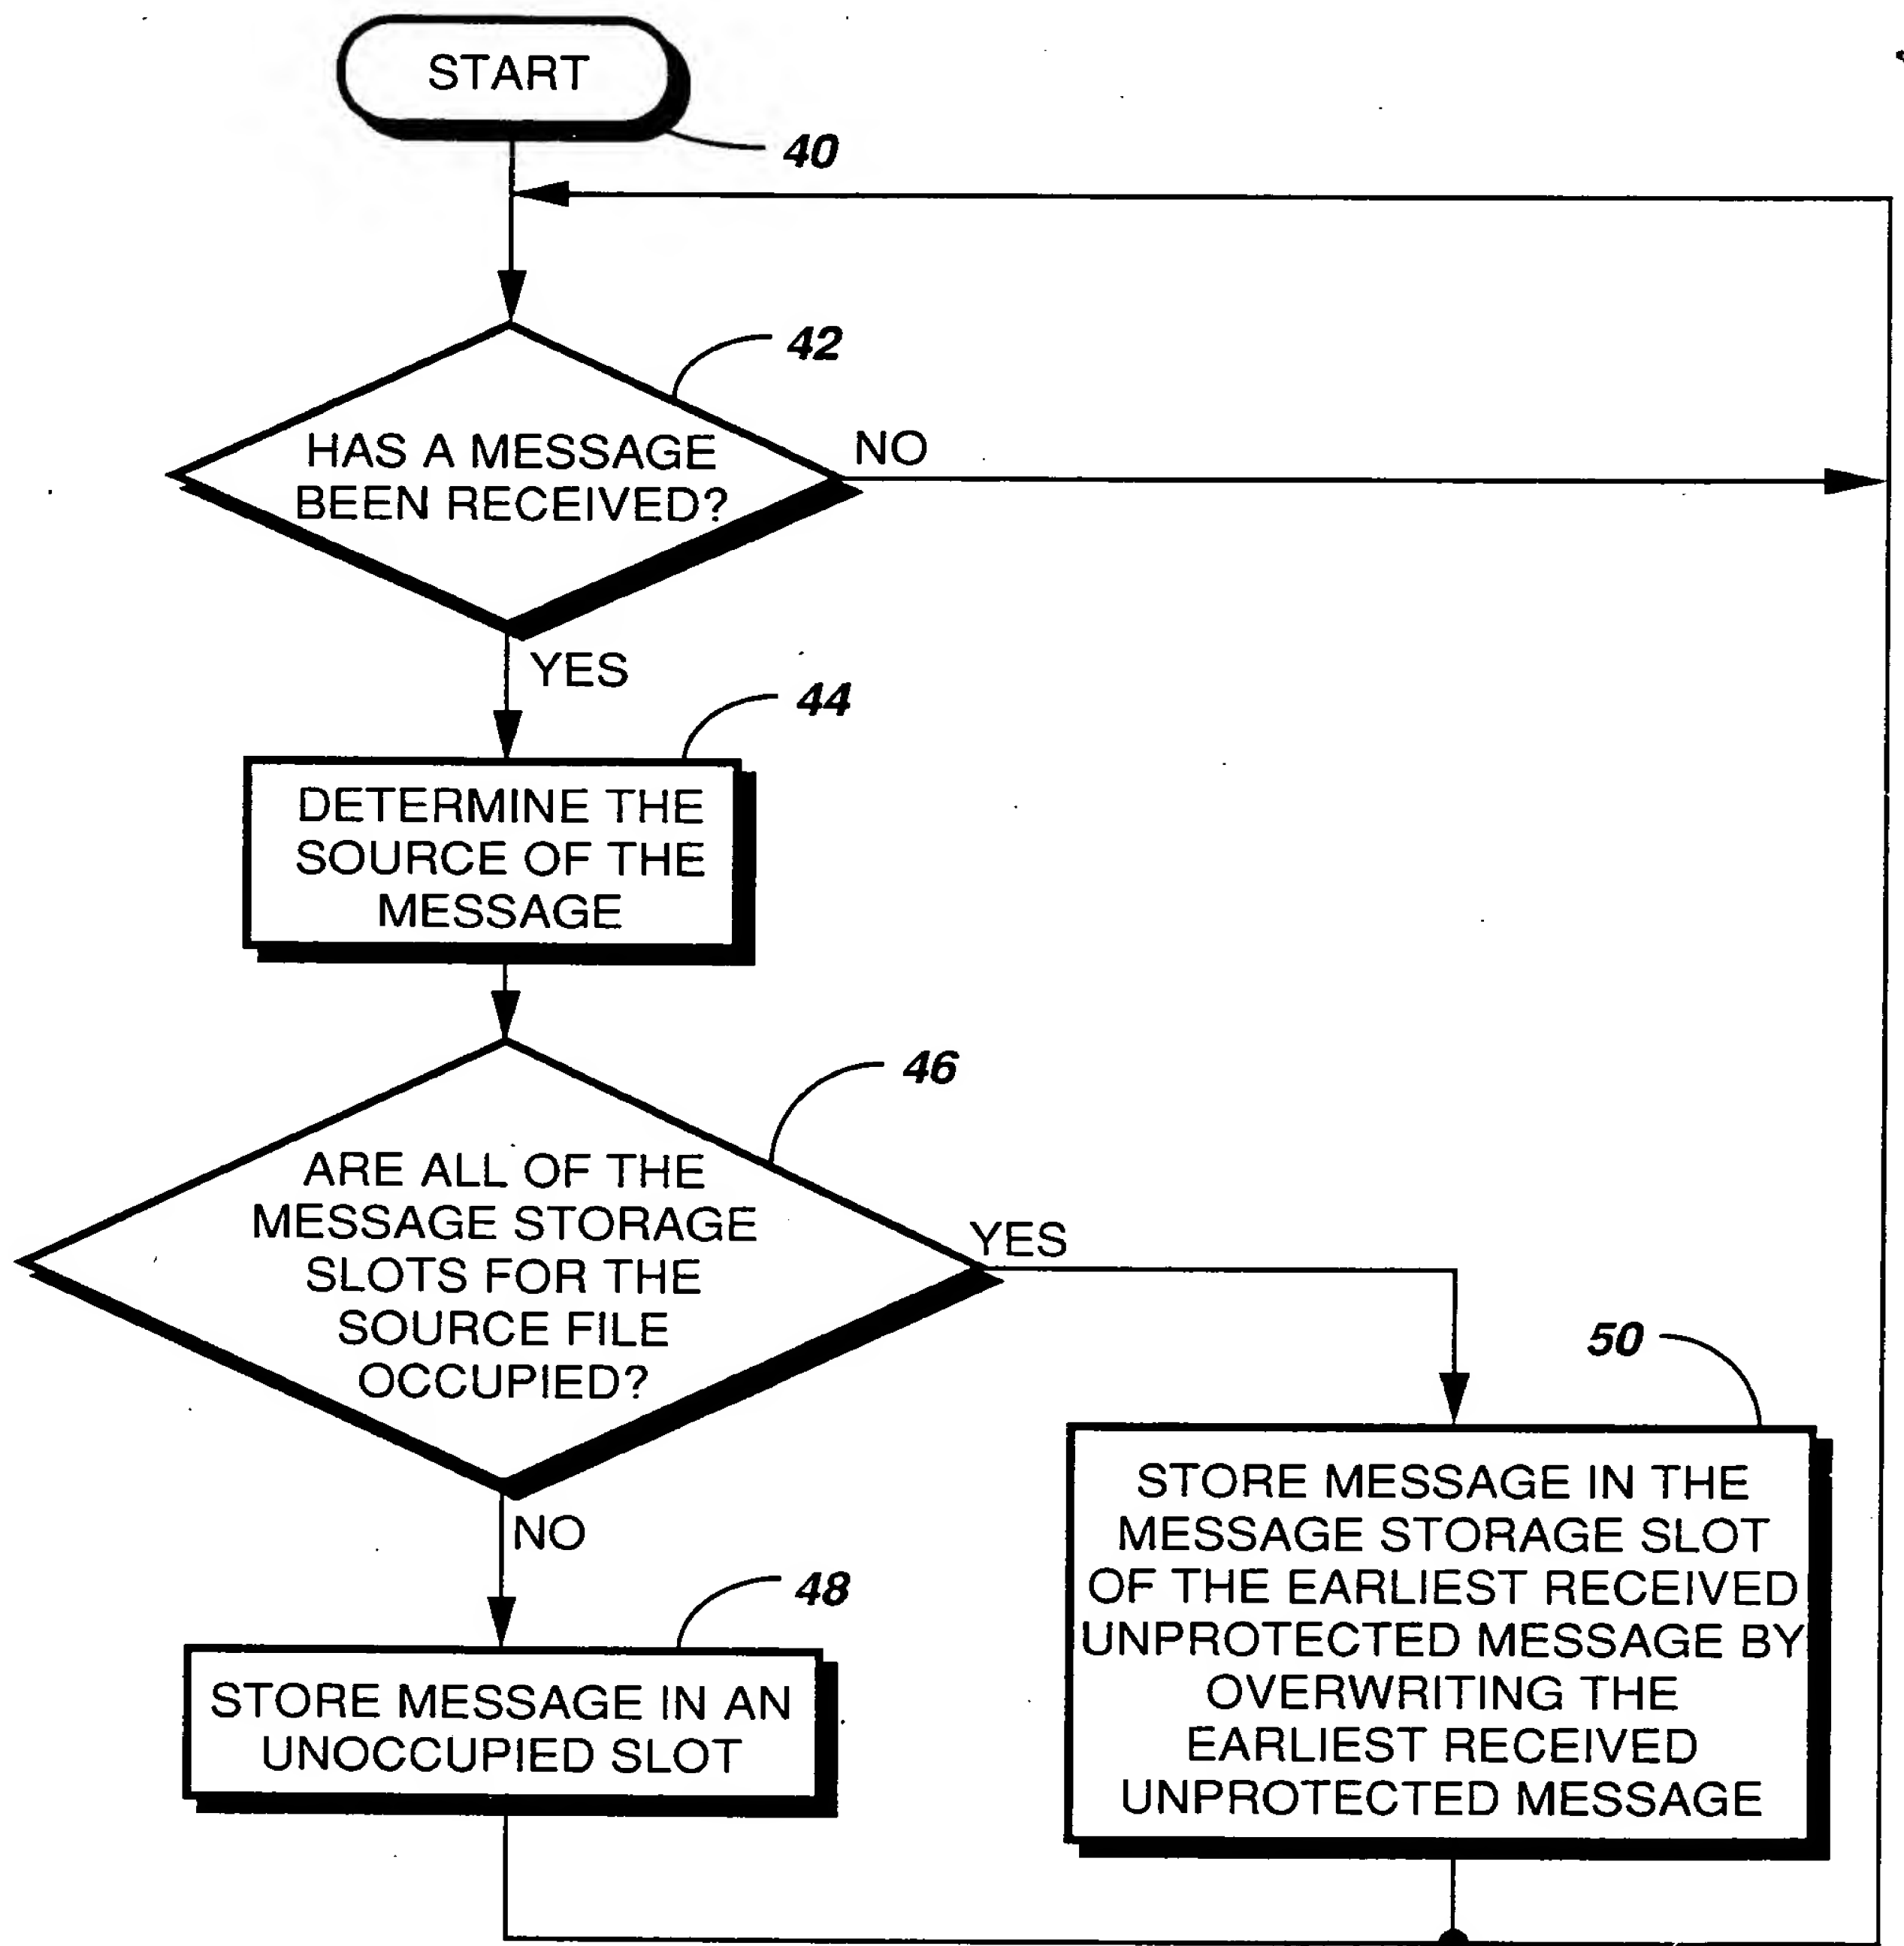 START
40
42
HAS A MESSAGE
BEEN RECEIVED?
NO
YES
44
DETERMINE THE
SOURCE OF THE
MESSAGE
46
ARE ALL OF THE
MESSAGE STORAGE
SLOTS FOR THE
SOURCE FILE
OCCUPIED?
YES
NO
50
STORE MESSAGE IN THE
MESSAGE STORAGE SLOT
OF THE EARLIEST RECEIVED
UNPROTECTED MESSAGE BY
OVERWRITING THE
EARLIEST RECEIVED
UNPROTECTED MESSAGE
48
STORE MESSAGE IN AN
UNOCCUPIED SLOT